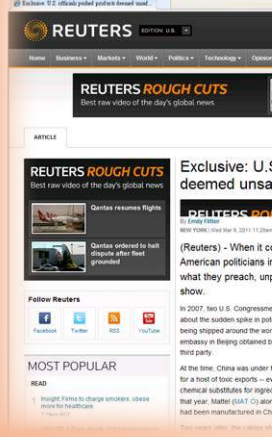 Exclusive: U.S. officials pushed products deemed unsaf...
REUTERS EDITION: U.S.
Home Business Markets World Politics Technology Opinion
REUTERS ROUGH CUTS
Best raw video of the day's global news
ARTICLE
REUTERS ROUGH CUTS
Best raw video of the day's global news
Qantas resumes flights
Qantas ordered to halt
dispute after fleet
grounded
Follow Reuters
Facebook Twitter RSS YouTube
MOST POPULAR
READ
1 Insight: Firms to charge smokers, obese
more for healthcare
Exclusive: U.S
deemed unsa
By Emily Flitter
NEW YORK | Wed Mar 9, 2011 11:20am
(Reuters) - When it co
American politicians in
what they preach, unp
show.
In 2007, two U.S. Congressme
about the sudden spike in pote
being shipped around the wor
embassy in Beijing obtained b
third party.
At the time, China was under f
for a host of toxic exports -- ev
chemical substitutes for ingred
that year, Mattel (MAT.O) alon
had been manufactured in Chi